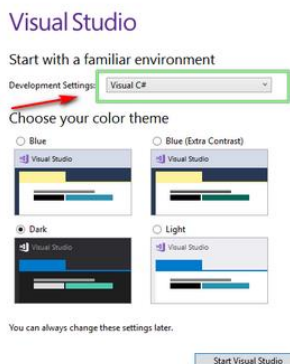 Visual Studio
Start with a familiar environment
Development Settings: Visual C#
Choose your color theme
Blue
Blue (Extra Contrast)
Visual Studio
Visual Studio
Dark
Light
Visual Studio
Visual Studio
You can always change these settings later.
Start Visual Studio